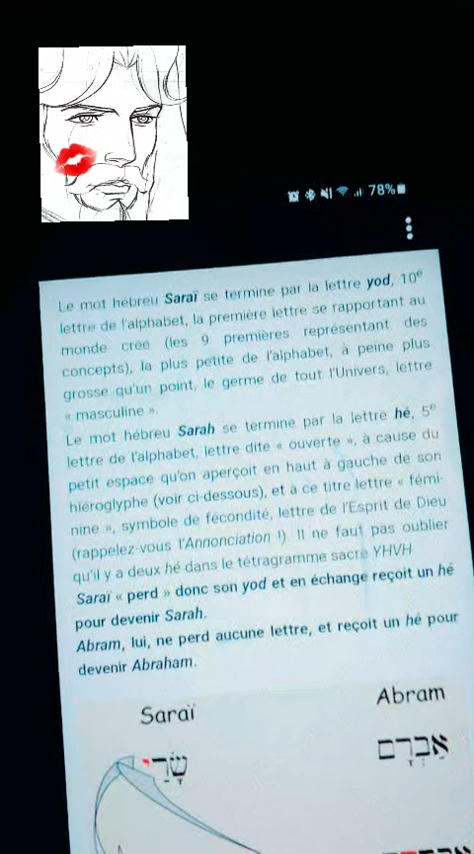 78%
Le mot hébreu Saraï se termine par la lettre yod, 10e
lettre de l'alphabet, la première lettre se rapportant au
monde créé (les 9 premières représentant des
concepts), la plus petite de l'alphabet, à peine plus
grosse qu'un point, le germe de tout l'Univers, lettre
« masculine ».
Le mot hébreu Sarah se termine par la lettre hé, 5e
lettre de l'alphabet, lettre dite « ouverte », à cause du
petit espace qu'on aperçoit en haut à gauche de son
hiéroglyphe (voir ci-dessous), et à ce titre lettre « fémi-
nine », symbole de fécondité, lettre de l'Esprit de Dieu
(rappelez-vous l'Annonciation !). Il ne faut pas oublier
qu'il y a deux hé dans le tétragramme sacré YHVH
Saraï « perd » donc son yod et en échange reçoit un hé
pour devenir Sarah.
Abram, lui, ne perd aucune lettre, et reçoit un hé pour
devenir Abraham.
Saraï Abram
שָׂרַי אַבְרָם